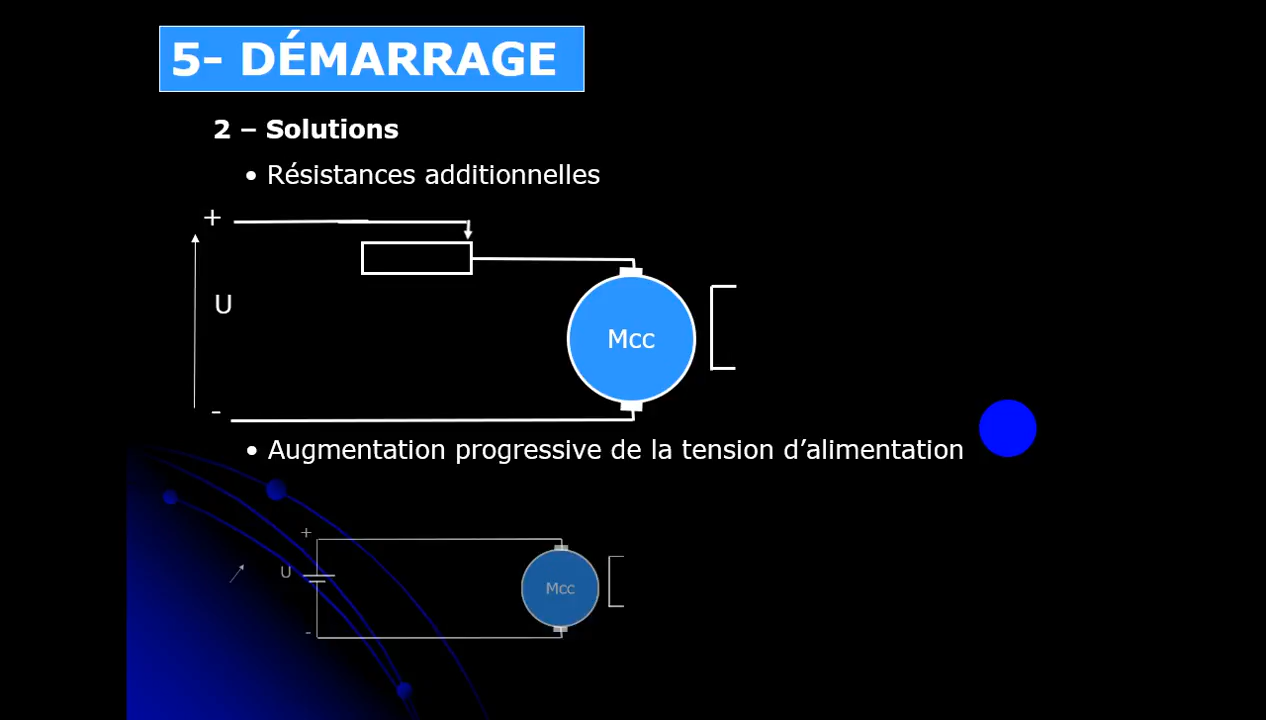 5- DÉMARRAGE
2 – Solutions
• Résistances additionnelles
+
U
Mcc
-
• Augmentation progressive de la tension d’alimentation
+
U
Mcc
-